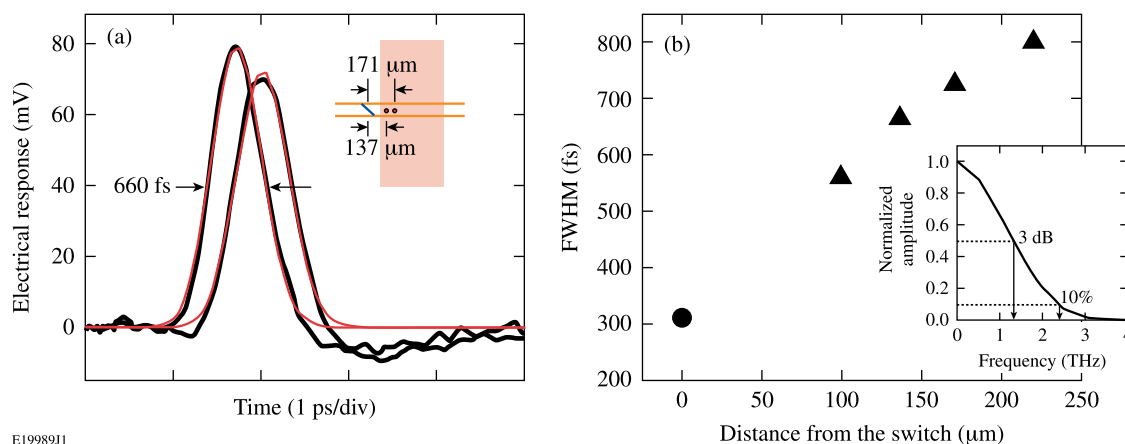 (a)
80
60
40
20
0
Electrical response (mV)
171 μm
137 μm
660 fs
Time (1 ps/div)
E19989J1
(b)
800
700
600
500
400
300
200
FWHM (fs)
0 50 100 150 200 250
Distance from the switch (μm)
1.0
0.8
0.6
0.4
0.2
0.0
Normalized
amplitude
3 dB
10%
0 1 2 3 4
Frequency (THz)